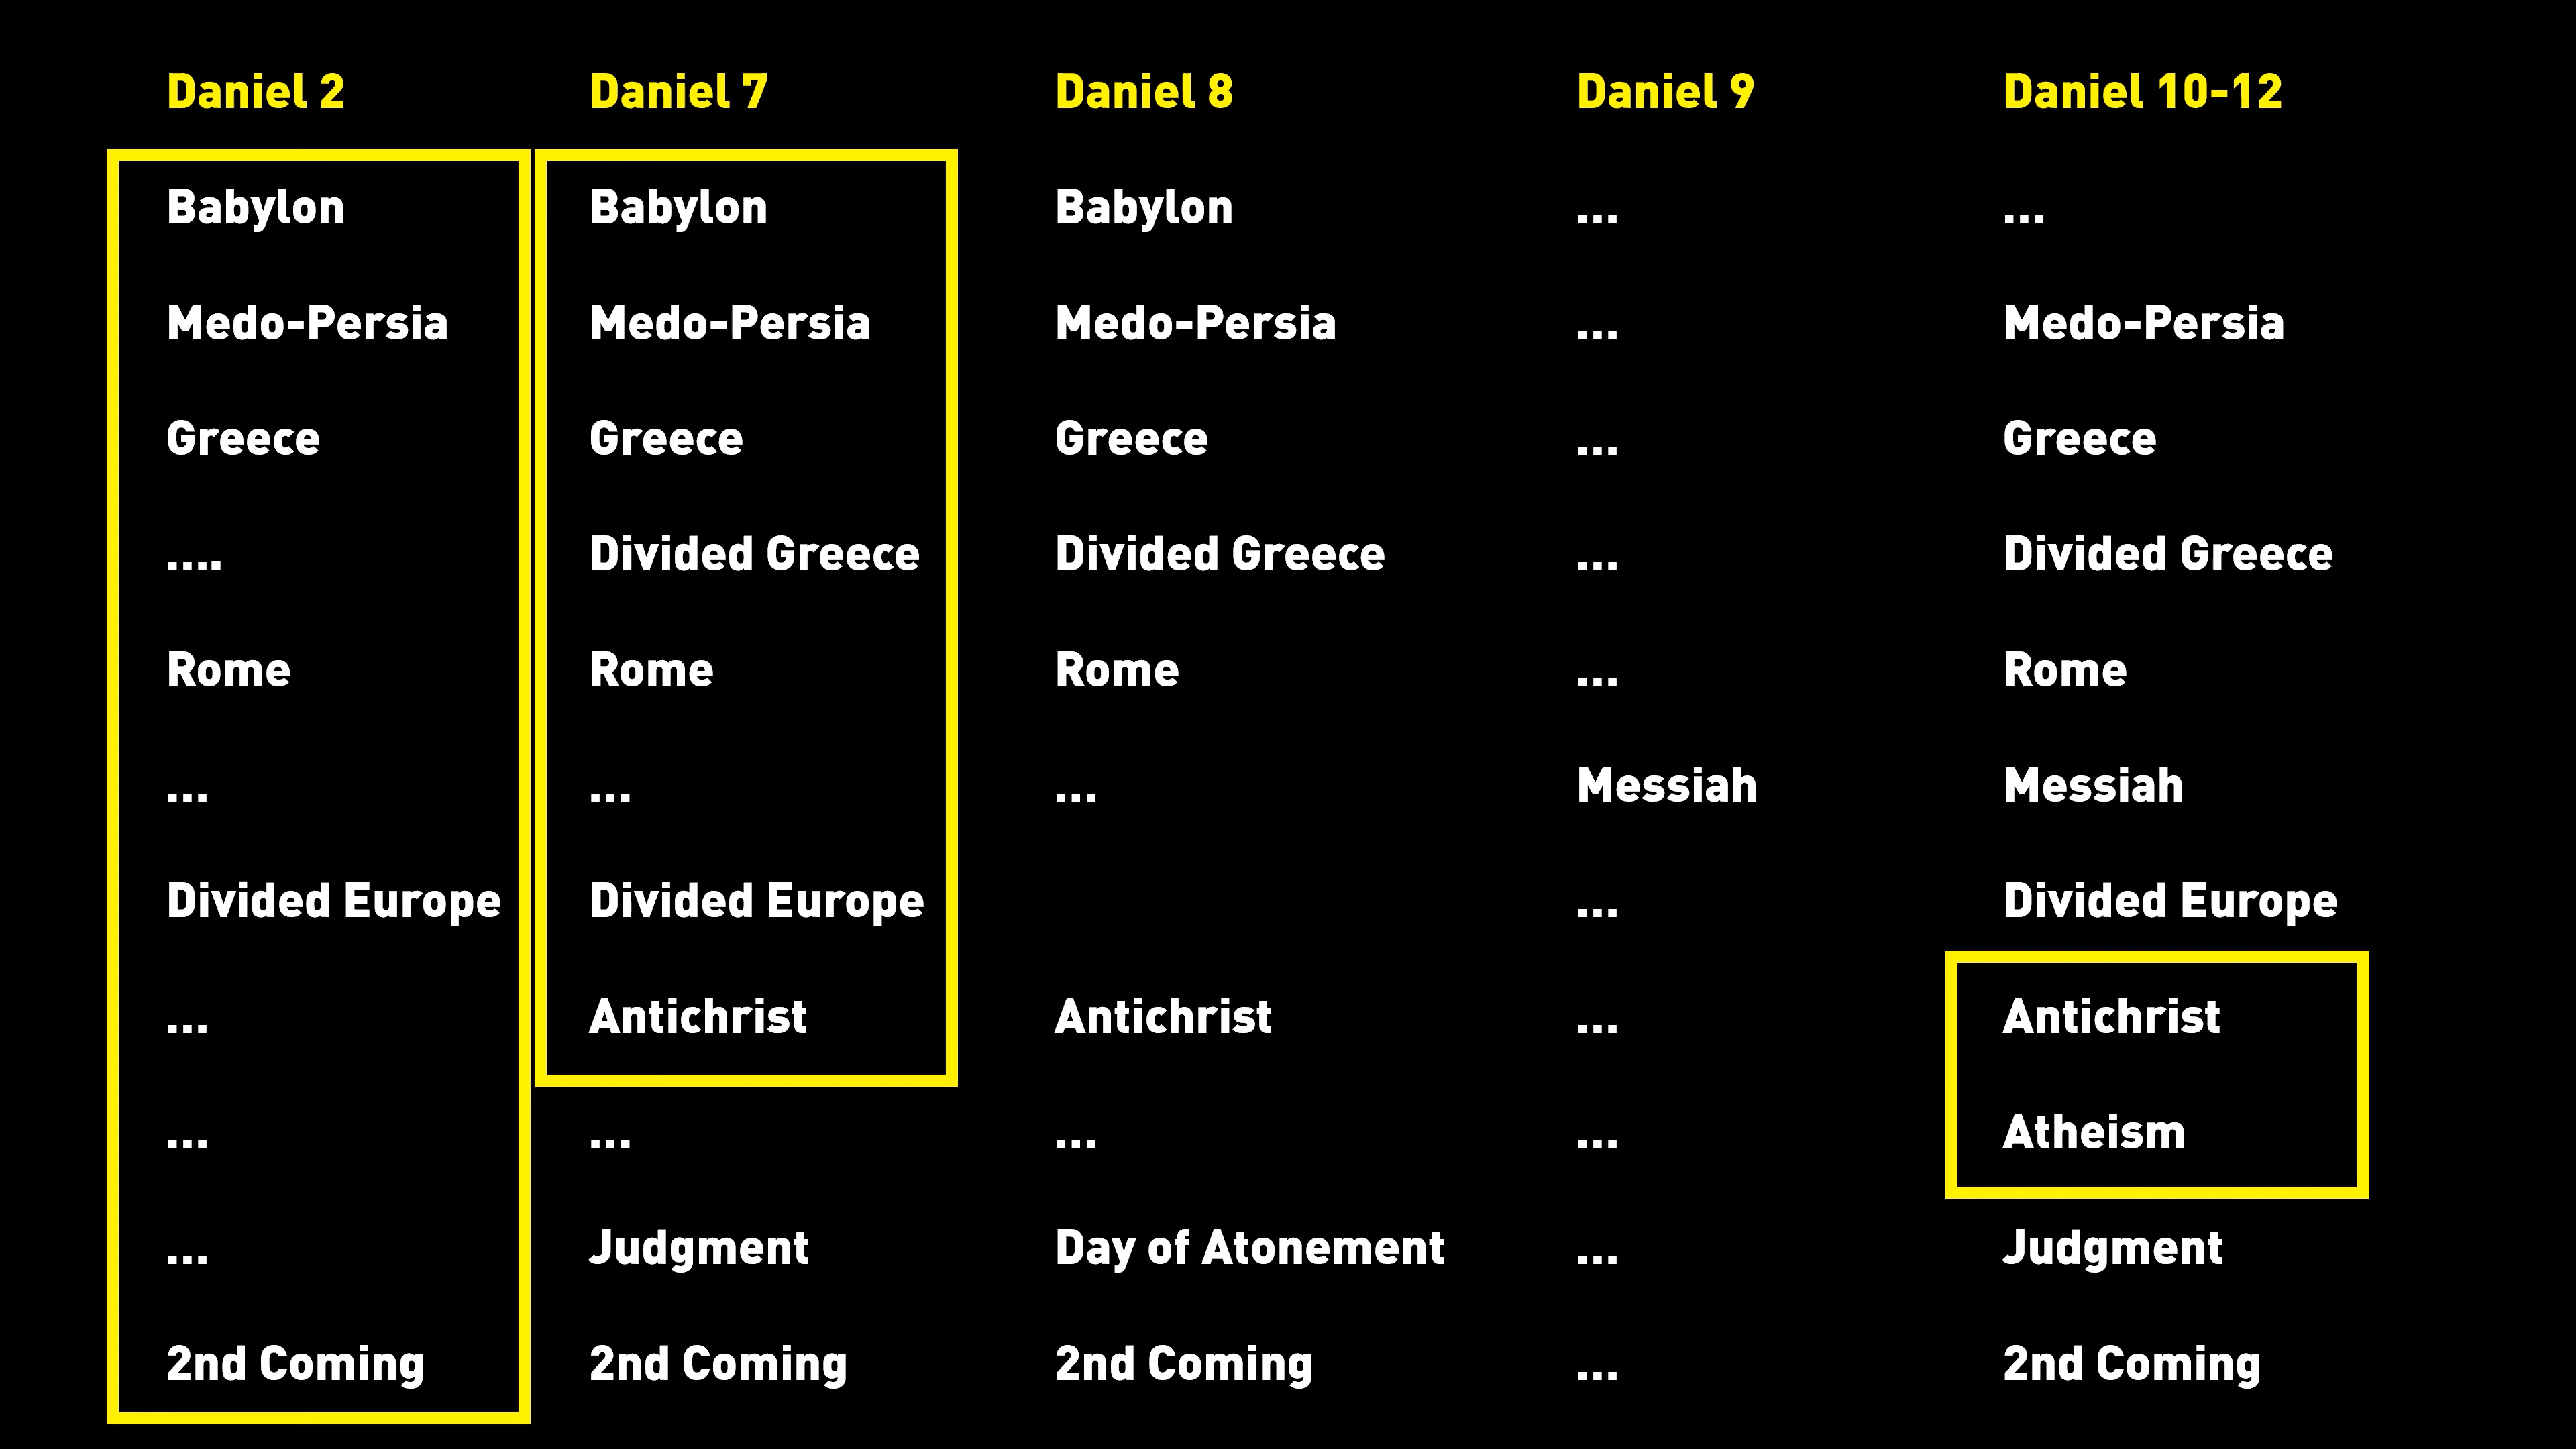 Daniel 2 Daniel 7 Daniel 8 Daniel 9 Daniel 10-12
Babylon Babylon Babylon ... ...
Medo-Persia Medo-Persia Medo-Persia ... Medo-Persia
Greece Greece Greece ... Greece
.... Divided Greece Divided Greece ... Divided Greece
Rome Rome Rome ... Rome
... ... ... Messiah Messiah
Divided Europe Divided Europe ... Divided Europe
... Antichrist Antichrist ... Antichrist
... ... ... ... Atheism
... Judgment Day of Atonement ... Judgment
2nd Coming 2nd Coming 2nd Coming ... 2nd Coming